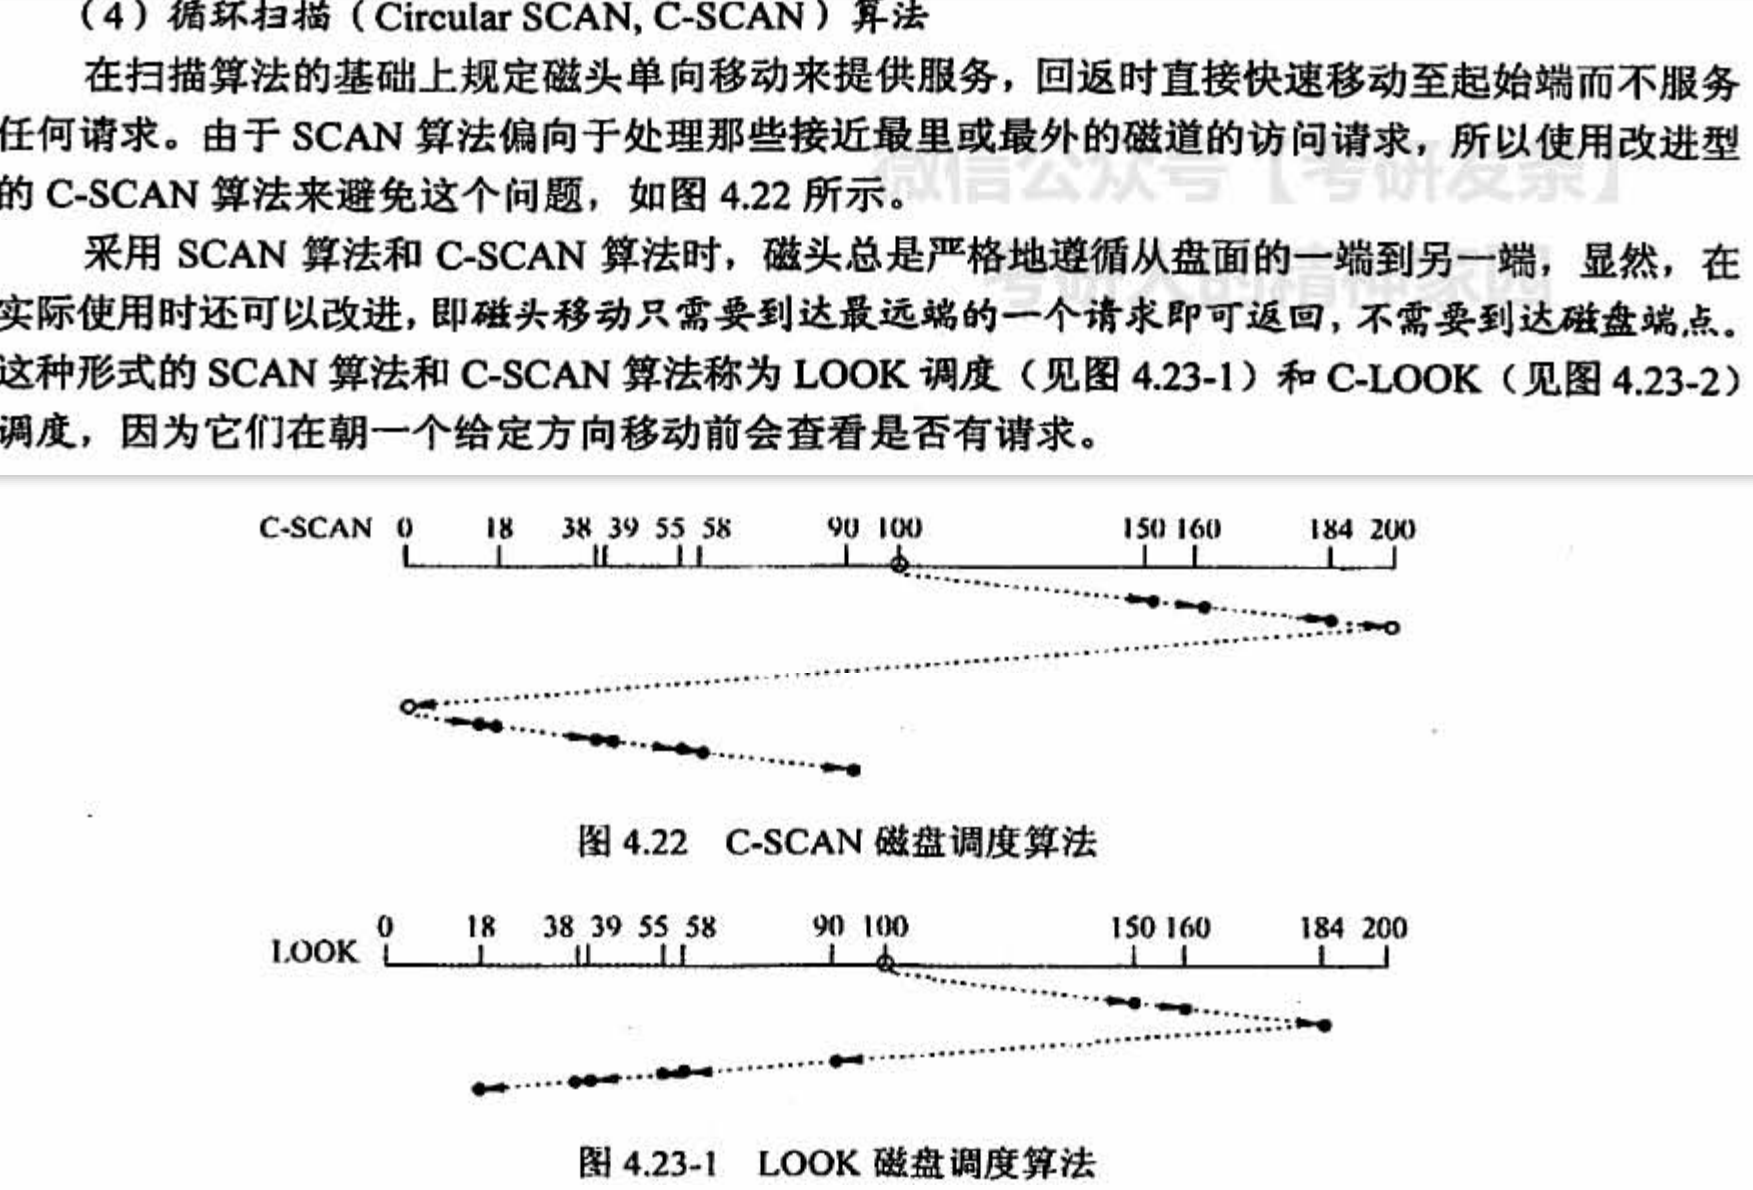 （4）循环扫描（Circular SCAN, C-SCAN）算法
在扫描算法的基础上规定磁头单向移动来提供服务，回返时直接快速移动至起始端而不服务
任何请求。由于 SCAN 算法偏向于处理那些接近最里或最外的磁道的访问请求，所以使用改进型
的 C-SCAN 算法来避免这个问题，如图 4.22 所示。
微信公众号【考研发条】
采用 SCAN 算法和 C-SCAN 算法时，磁头总是严格地遵循从盘面的一端到另一端，显然，在
考研人的精神家园
实际使用时还可以改进，即磁头移动只需要到达最远端的一个请求即可返回，不需要到达磁盘端点。
这种形式的 SCAN 算法和 C-SCAN 算法称为 LOOK 调度（见图 4.23-1）和 C-LOOK（见图 4.23-2）
调度，因为它们在朝一个给定方向移动前会查看是否有请求。
C-SCAN 0 18 38 39 55 58 90 100 150 160 184 200
图 4.22 C-SCAN 磁盘调度算法
0 18 38 39 55 58 90 100 150 160 184 200
LOOK
图 4.23-1 LOOK 磁盘调度算法